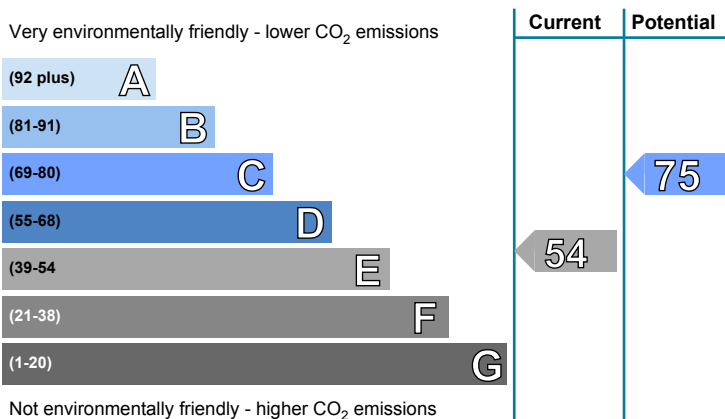 Current Potential
Very environmentally friendly - lower CO2 emissions
(92 plus) A
(81-91) B
(69-80) C
75
(55-68) D
54
(39-54 E
(21-38) F
(1-20) G
Not environmentally friendly - higher CO2 emissions